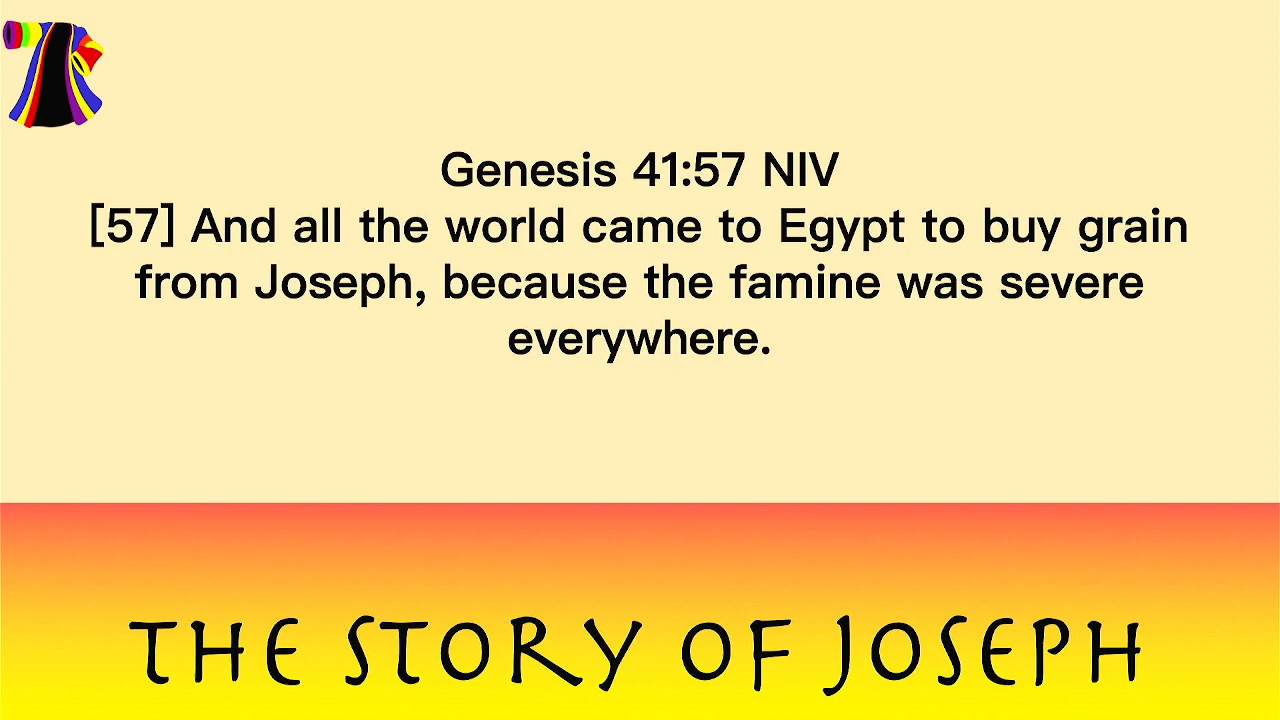 Genesis 41:57 NIV
[57] And all the world came to Egypt to buy grain
from Joseph, because the famine was severe
everywhere.
THE STORY OF JOSEPH